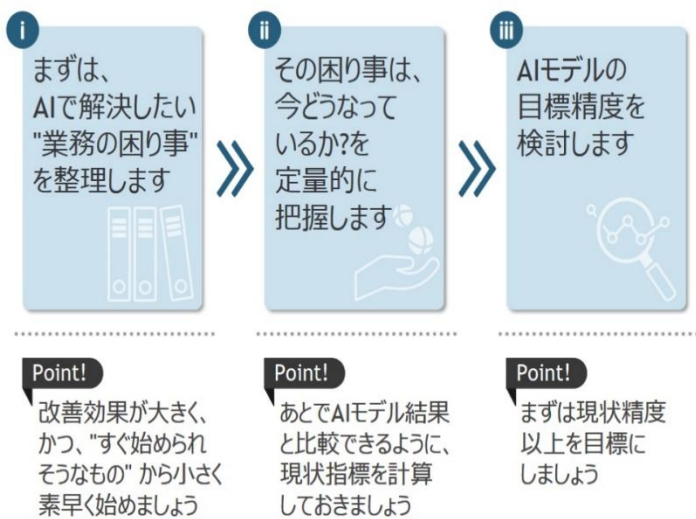 i
まずは、
AIで解決したい
"業務の困り事"
を整理します
ii
その困り事は、
今どうなって
いるか?を
定量的に
把握します
iii
AIモデルの
目標精度を
検討します
Point!
改善効果が大きく、
かつ、"すぐ始められ
そうなもの" から小さく
素早く始めましょう
Point!
あとでAIモデル結果
と比較できるように、
現状指標を計算
しておきましょう
Point!
まずは現状精度
以上を目標に
しましょう